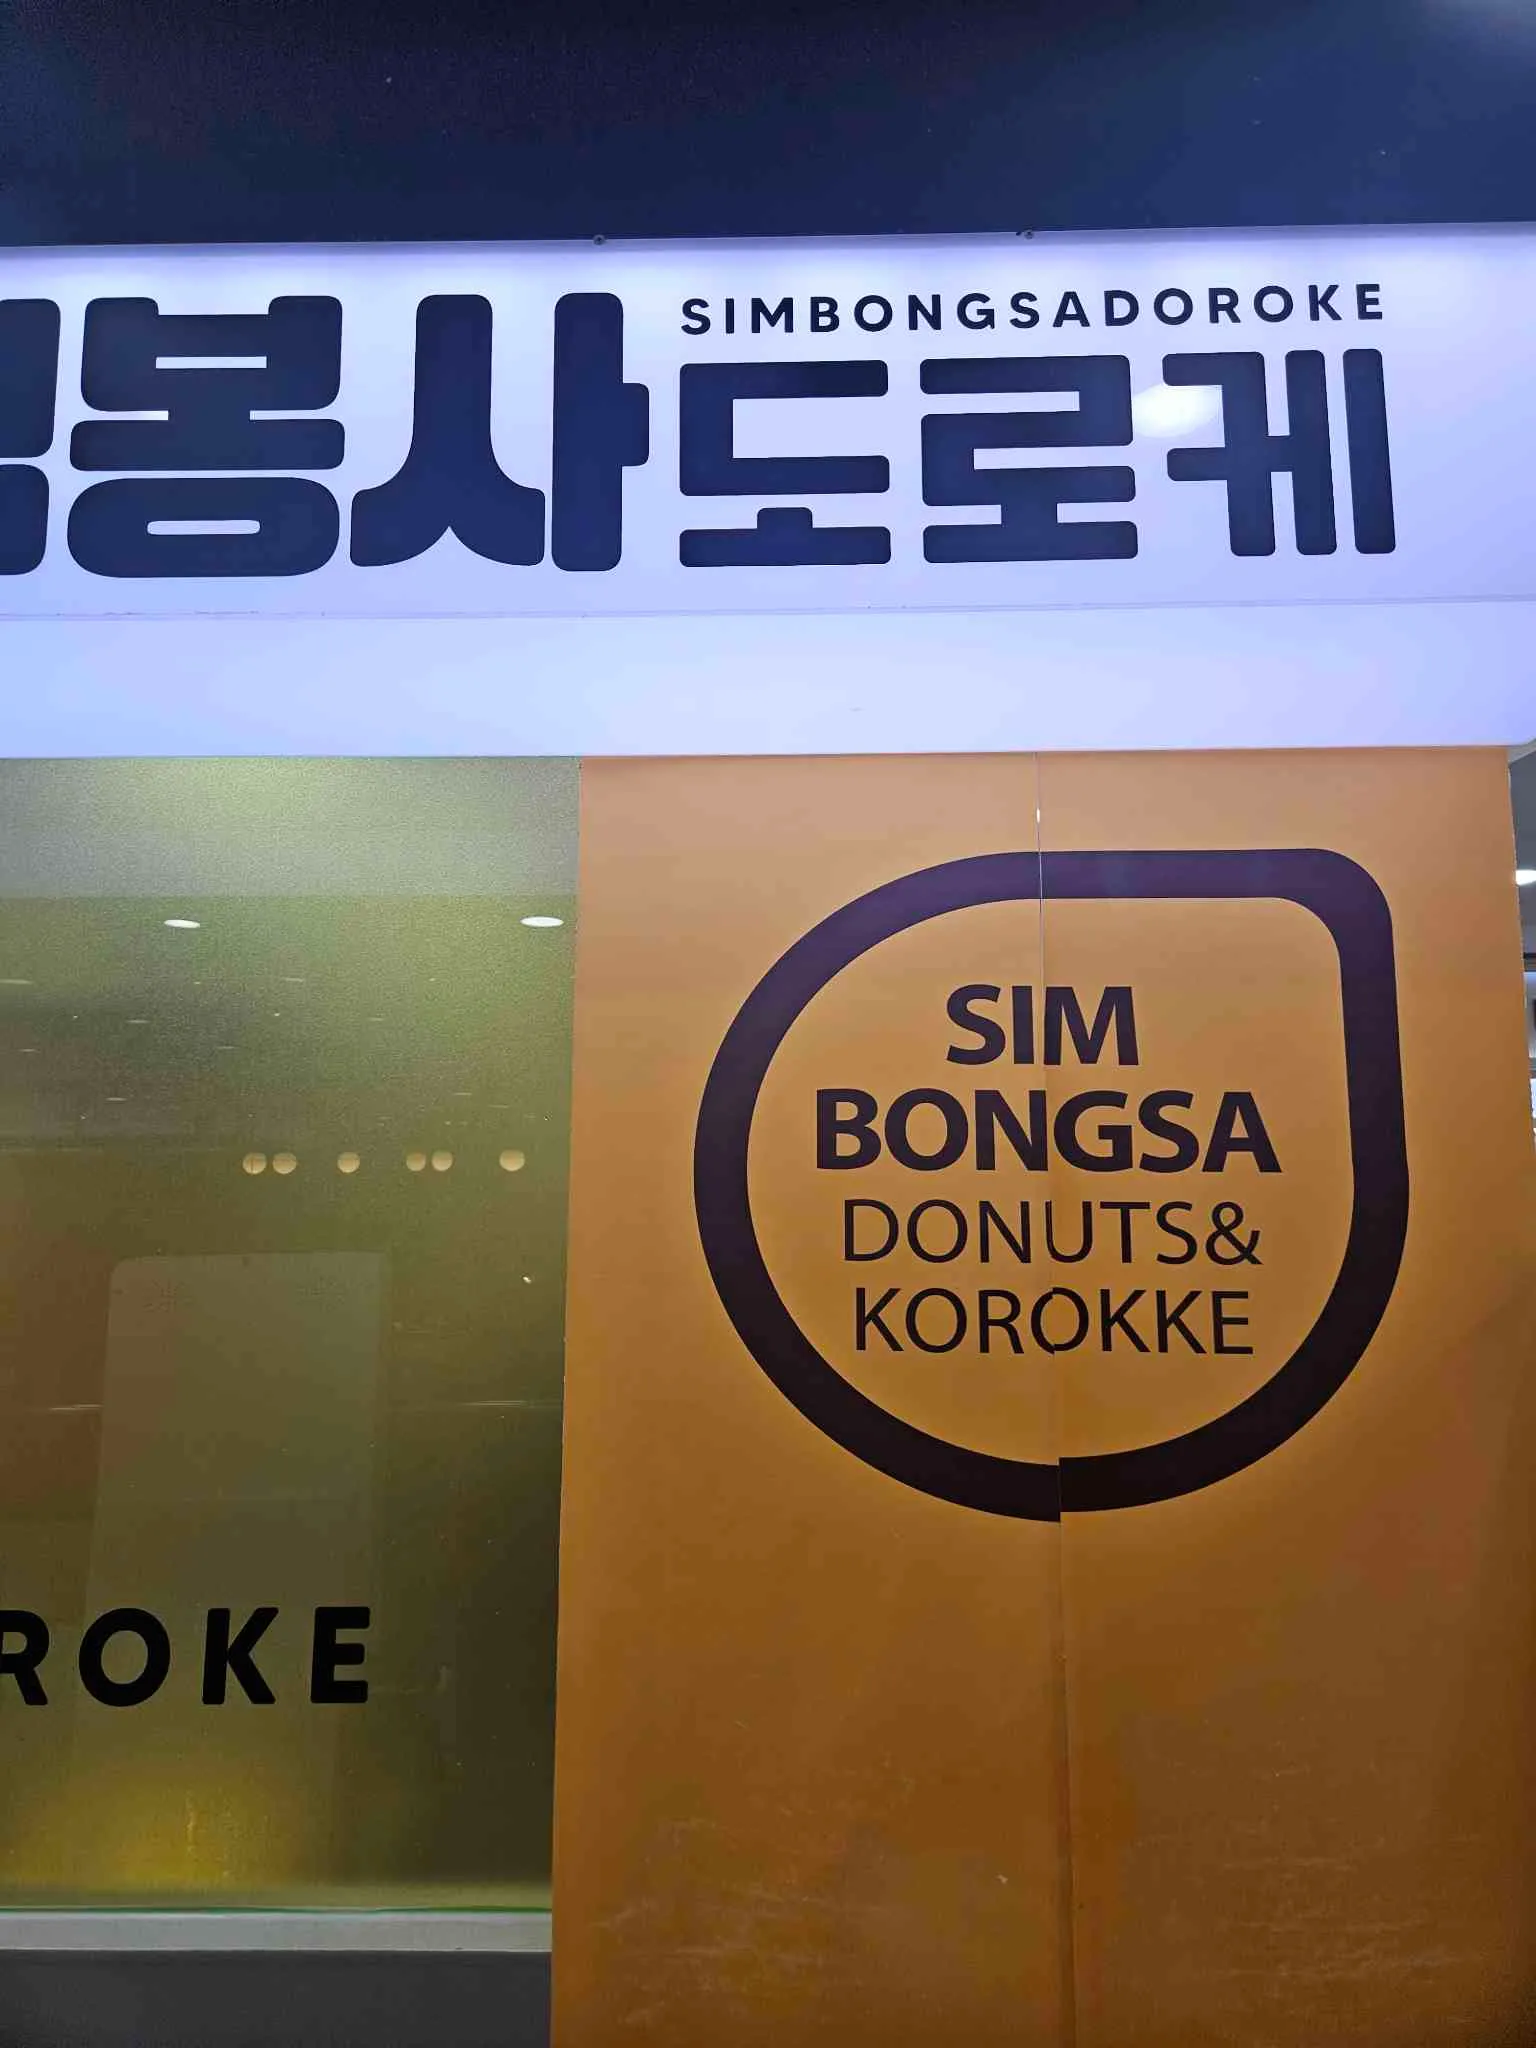 봉사
SIMBONGSADOROKE
도로케
SIM
BONGSA
DONUTS&
KOROKKE
ROKE